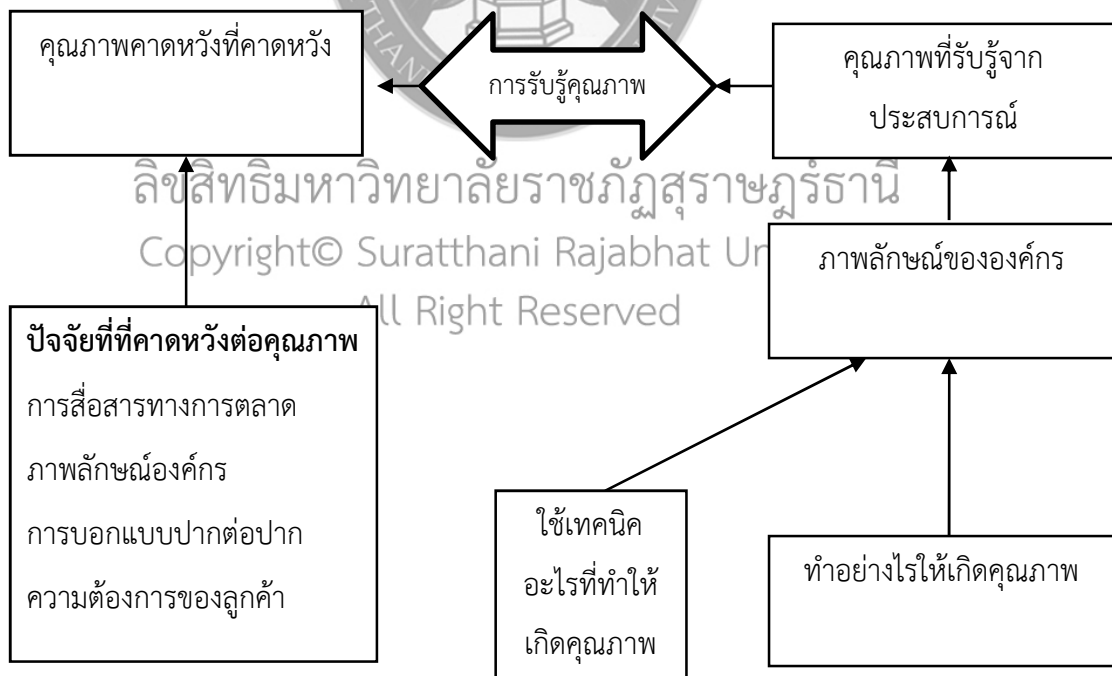 คุณภาพคาดหวังที่คาดหวัง
การรับรู้คุณภาพ
คุณภาพที่รับรู้จาก
ประสบการณ์
ลิขสิทธิ์มหาวิทยาลัยราชภัฏสุราษฎร์ธานี
Copyright© Suratthani Rajabhat
All Right Reserved
ภาพลักษณ์ขององค์กร
ปัจจัยที่ที่คาดหวังต่อคุณภาพ
การสื่อสารทางการตลาด
ภาพลักษณ์องค์กร
การบอกแบบปากต่อปาก
ความต้องการของลูกค้า
ใช้เทคนิค
อะไรที่ทำให้
เกิดคุณภาพ
ทำอย่างไรให้เกิดคุณภาพ